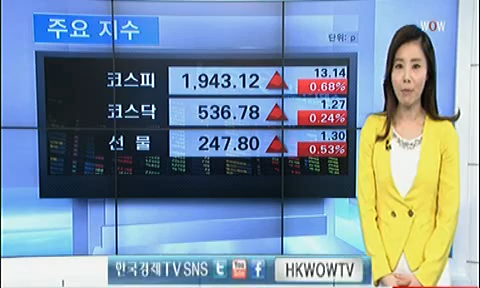 주요 지수
단위: p
WOW
코스피 1,943.12 ▲ 13.14 0.68%
코스닥 536.78 ▲ 1.27 0.24%
선 물 247.80 ▲ 1.30 0.53%
한국경제TV SNS HKWOWTV